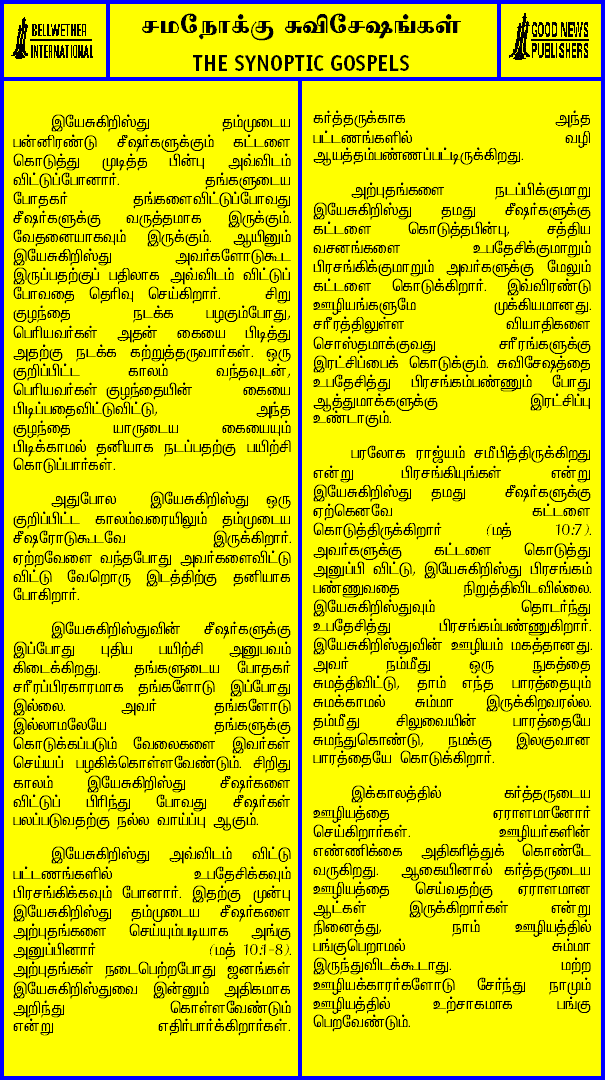 BELLWETHER
INTERNATIONAL
சமநோக்கு சுவிசேஷங்கள்
THE SYNOPTIC GOSPELS
GOOD NEWS
PUBLISHERS
இயேசுகிறிஸ்து தம்முடைய
பன்னிரண்டு சீஷர்களுக்கும் கட்டளை
கொடுத்து முடித்த பின்பு அவ்விடம்
விட்டுப்போனார். தங்களுடைய
போதகர் தங்களைவிட்டுப்போவது
சீஷர்களுக்கு வருத்தமாக இருக்கும்.
வேதனையாகவும் இருக்கும். ஆயினும்
இயேசுகிறிஸ்து அவர்களோடுகூட
இருப்பதற்குப் பதிலாக அவ்விடம் விட்டுப்
போவதை தெரிவு செய்கிறார். சிறு
குழந்தை நடக்க பழகும்போது,
பெரியவர்கள் அதன் கையை பிடித்து
அதற்கு நடக்க கற்றுத்தருவார்கள். ஒரு
குறிப்பிட்ட காலம் வந்தவுடன்,
பெரியவர்கள் குழந்தையின் கையை
பிடிப்பதைவிட்டுவிட்டு, அந்த
குழந்தை யாருடைய கையையும்
பிடிக்காமல் தனியாக நடப்பதற்கு பயிற்சி
கொடுப்பார்கள்.
அதுபோல இயேசுகிறிஸ்து ஒரு
குறிப்பிட்ட காலம்வரையிலும் தம்முடைய
சீஷரோடுகூடவே இருக்கிறார்.
ஏற்றவேளை வந்தபோது அவர்களைவிட்டு
விட்டு வேறொரு இடத்திற்கு தனியாக
போகிறார்.
இயேசுகிறிஸ்துவின் சீஷர்களுக்கு
இப்போது புதிய பயிற்சி அனுபவம்
கிடைக்கிறது. தங்களுடைய போதகர்
சரீரப்பிரகாரமாக தங்களோடு இப்போது
இல்லை. அவர் தங்களோடு
இல்லாமலேயே தங்களுக்கு
கொடுக்கப்படும் வேலைகளை இவர்கள்
செய்யப் பழகிக்கொள்ளவேண்டும். சிறிது
காலம் இயேசுகிறிஸ்து சீஷர்களை
விட்டுப் பிரிந்து போவது சீஷர்கள்
பலப்படுவதற்கு நல்ல வாய்ப்பு ஆகும்.
இயேசுகிறிஸ்து அவ்விடம் விட்டு
பட்டணங்களில் உபதேசிக்கவும்
பிரசங்கிக்கவும் போனார். இதற்கு முன்பு
இயேசுகிறிஸ்து தம்முடைய சீஷர்களை
அற்புதங்களை செய்யும்படியாக அங்கு
அனுப்பினார் (மத் 10:1-8).
அற்புதங்கள் நடைபெற்றபோது ஜனங்கள்
இயேசுகிறிஸ்துவை இன்னும் அதிகமாக
அறிந்து கொள்ளவேண்டும்
என்று எதிர்பார்க்கிறார்கள்.
கர்த்தருக்காக அந்த
பட்டணங்களில் வழி
ஆயத்தம்பண்ணப்பட்டிருக்கிறது.
அற்புதங்களை நடப்பிக்குமாறு
இயேசுகிறிஸ்து தமது சீஷர்களுக்கு
கட்டளை கொடுத்தபின்பு, சத்திய
வசனங்களை உபதேசிக்குமாறும்
பிரசங்கிக்குமாறும் அவர்களுக்கு மேலும்
கட்டளை கொடுக்கிறார். இவ்விரண்டு
ஊழியங்களுமே முக்கியமானது.
சரீரத்திலுள்ள வியாதிகளை
சொஸ்தமாக்குவது சரீரங்களுக்கு
இரட்சிப்பைக் கொடுக்கும். சுவிசேஷத்தை
உபதேசித்து பிரசங்கம்பண்ணும் போது
ஆத்துமாக்களுக்கு இரட்சிப்பு
உண்டாகும்.
பரலோக ராஜ்யம் சமீபித்திருக்கிறது
என்று பிரசங்கியுங்கள் என்று
இயேசுகிறிஸ்து தமது சீஷர்களுக்கு
ஏற்கெனவே கட்டளை
கொடுத்திருக்கிறார் (மத் 10:7).
அவர்களுக்கு கட்டளை கொடுத்து
அனுப்பி விட்டு, இயேசுகிறிஸ்து பிரசங்கம்
பண்ணுவதை நிறுத்திவிடவில்லை.
இயேசுகிறிஸ்துவும் தொடர்ந்து
உபதேசித்து பிரசங்கம்பண்ணுகிறார்.
இயேசுகிறிஸ்துவின் ஊழியம் மகத்தானது.
அவர் நம்மீது ஒரு நுகத்தை
சுமத்திவிட்டு, தாம் எந்த பாரத்தையும்
சுமக்காமல் சும்மா இருக்கிறவரல்ல.
தம்மீது சிலுவையின் பாரத்தையே
சுமந்துகொண்டு, நமக்கு இலகுவான
பாரத்தையே கொடுக்கிறார்.
இக்காலத்தில் கர்த்தருடைய
ஊழியத்தை ஏராளமானோர்
செய்கிறார்கள். ஊழியர்களின்
எண்ணிக்கை அதிகரித்துக் கொண்டே
வருகிறது. ஆகையினால் கர்த்தருடைய
ஊழியத்தை செய்வதற்கு ஏராளமான
ஆட்கள் இருக்கிறார்கள் என்று
நினைத்து, நாம் ஊழியத்தில்
பங்குபெறாமல் சும்மா
இருந்துவிடக்கூடாது. மற்ற
ஊழியக்காரர்களோடு சேர்ந்து நாமும்
ஊழியத்தில் உற்சாகமாக பங்கு
பெறவேண்டும்.